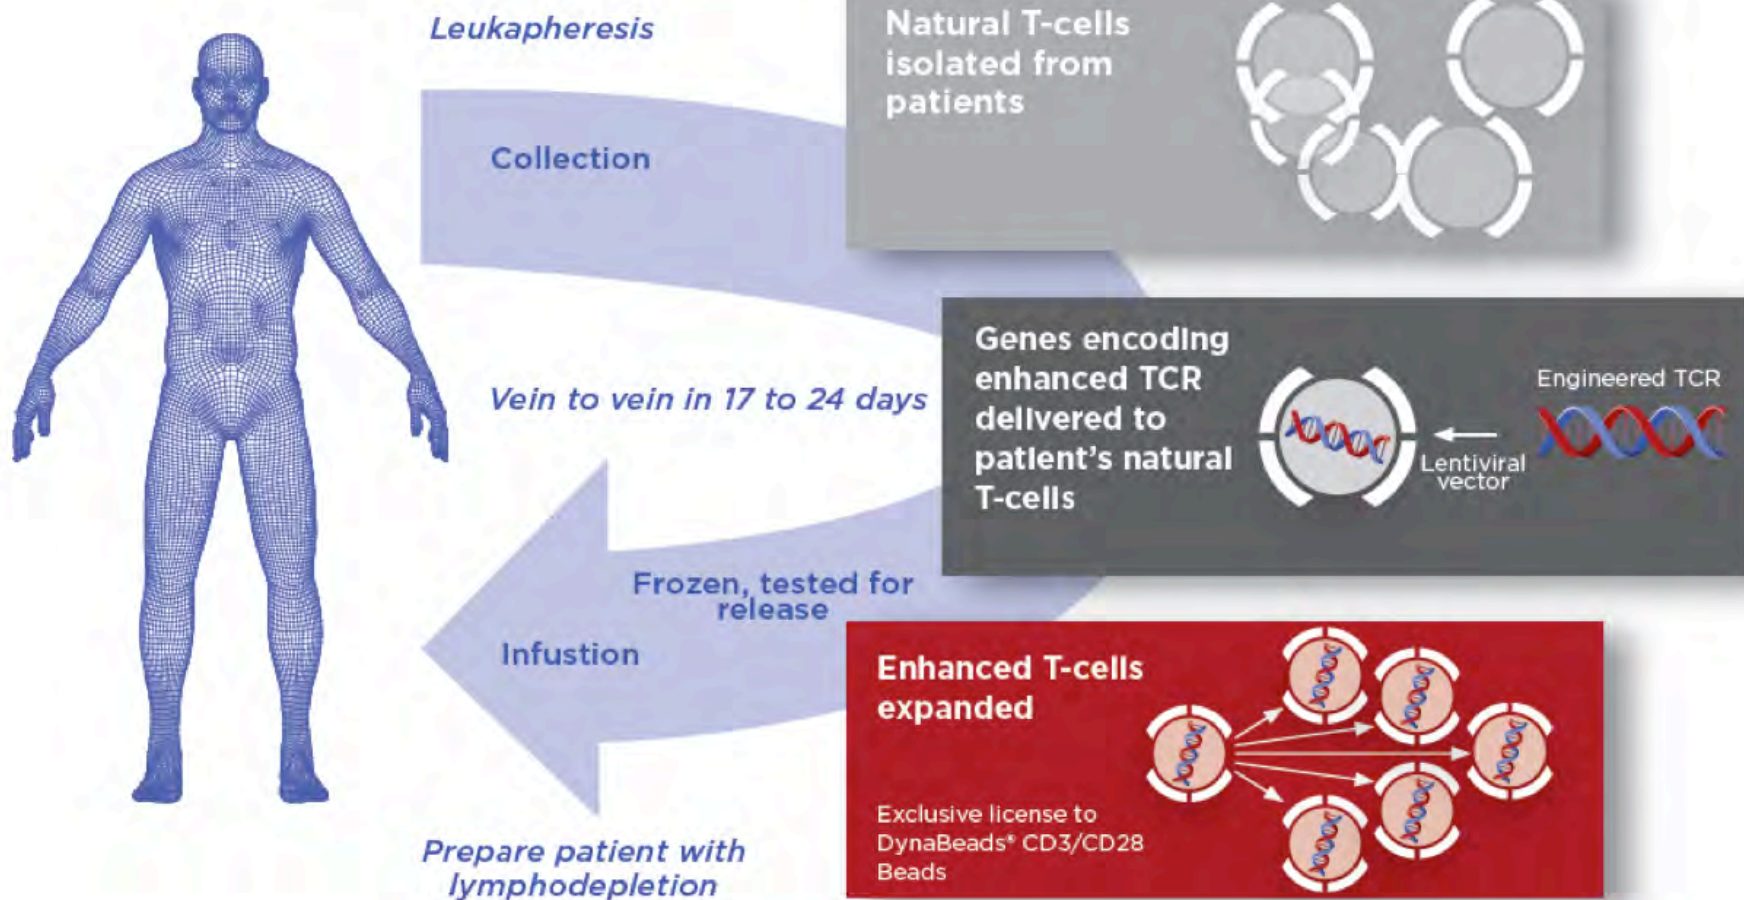 Leukapheresis
Natural T-cells
isolated from
patients
Collection
Genes encoding
enhanced TCR
delivered to
patient's natural
T-cells
Engineered TCR
Lentiviral
vector
Vein to vein in 17 to 24 days
Frozen, tested for
release
Infustion
Enhanced T-cells
expanded
Exclusive license to
DynaBeads® CD3/CD28
Beads
Prepare patient with
lymphodepletion